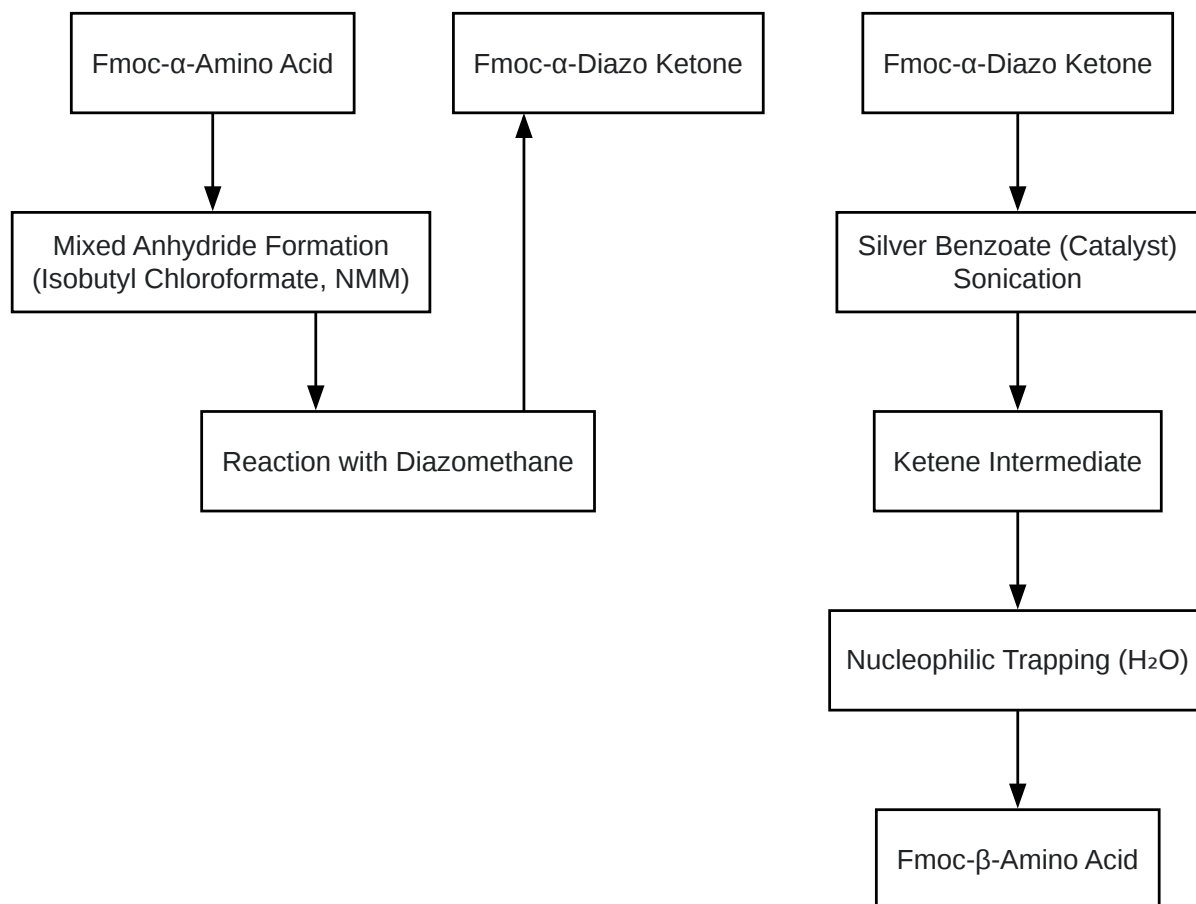 Fmoc-α-Amino Acid
Mixed Anhydride Formation
(Isobutyl Chloroformate, NMM)
Reaction with Diazomethane
Fmoc-α-Diazo Ketone
Fmoc-α-Diazo Ketone
Silver Benzoate (Catalyst)
Sonication
Ketene Intermediate
Nucleophilic Trapping (H₂O)
Fmoc-β-Amino Acid